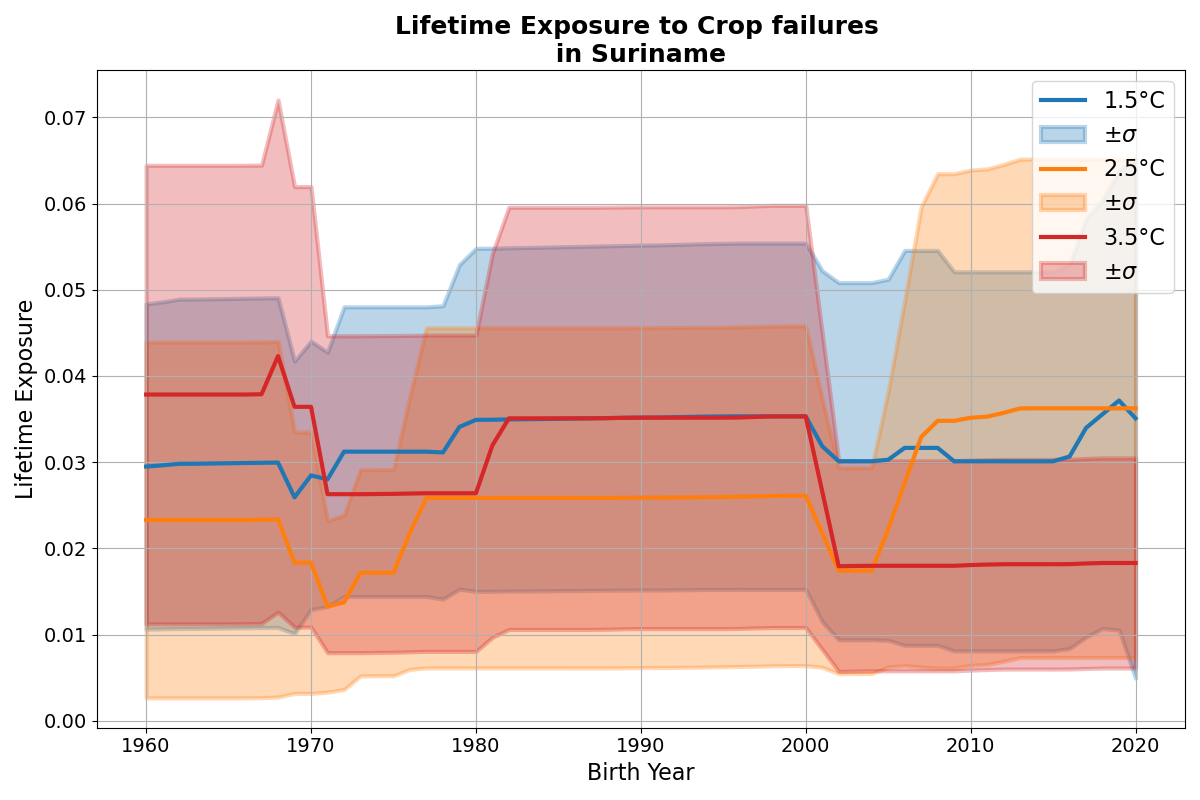 Lifetime Exposure to Crop failures
in Suriname
Lifetime Exposure
0.07
0.06
0.05
0.04
0.03
0.02
0.01
0.00
1.5°C
±σ
2.5°C
±σ
3.5°C
±σ
1960
1970
1980
1990
2000
2010
2020
Birth Year